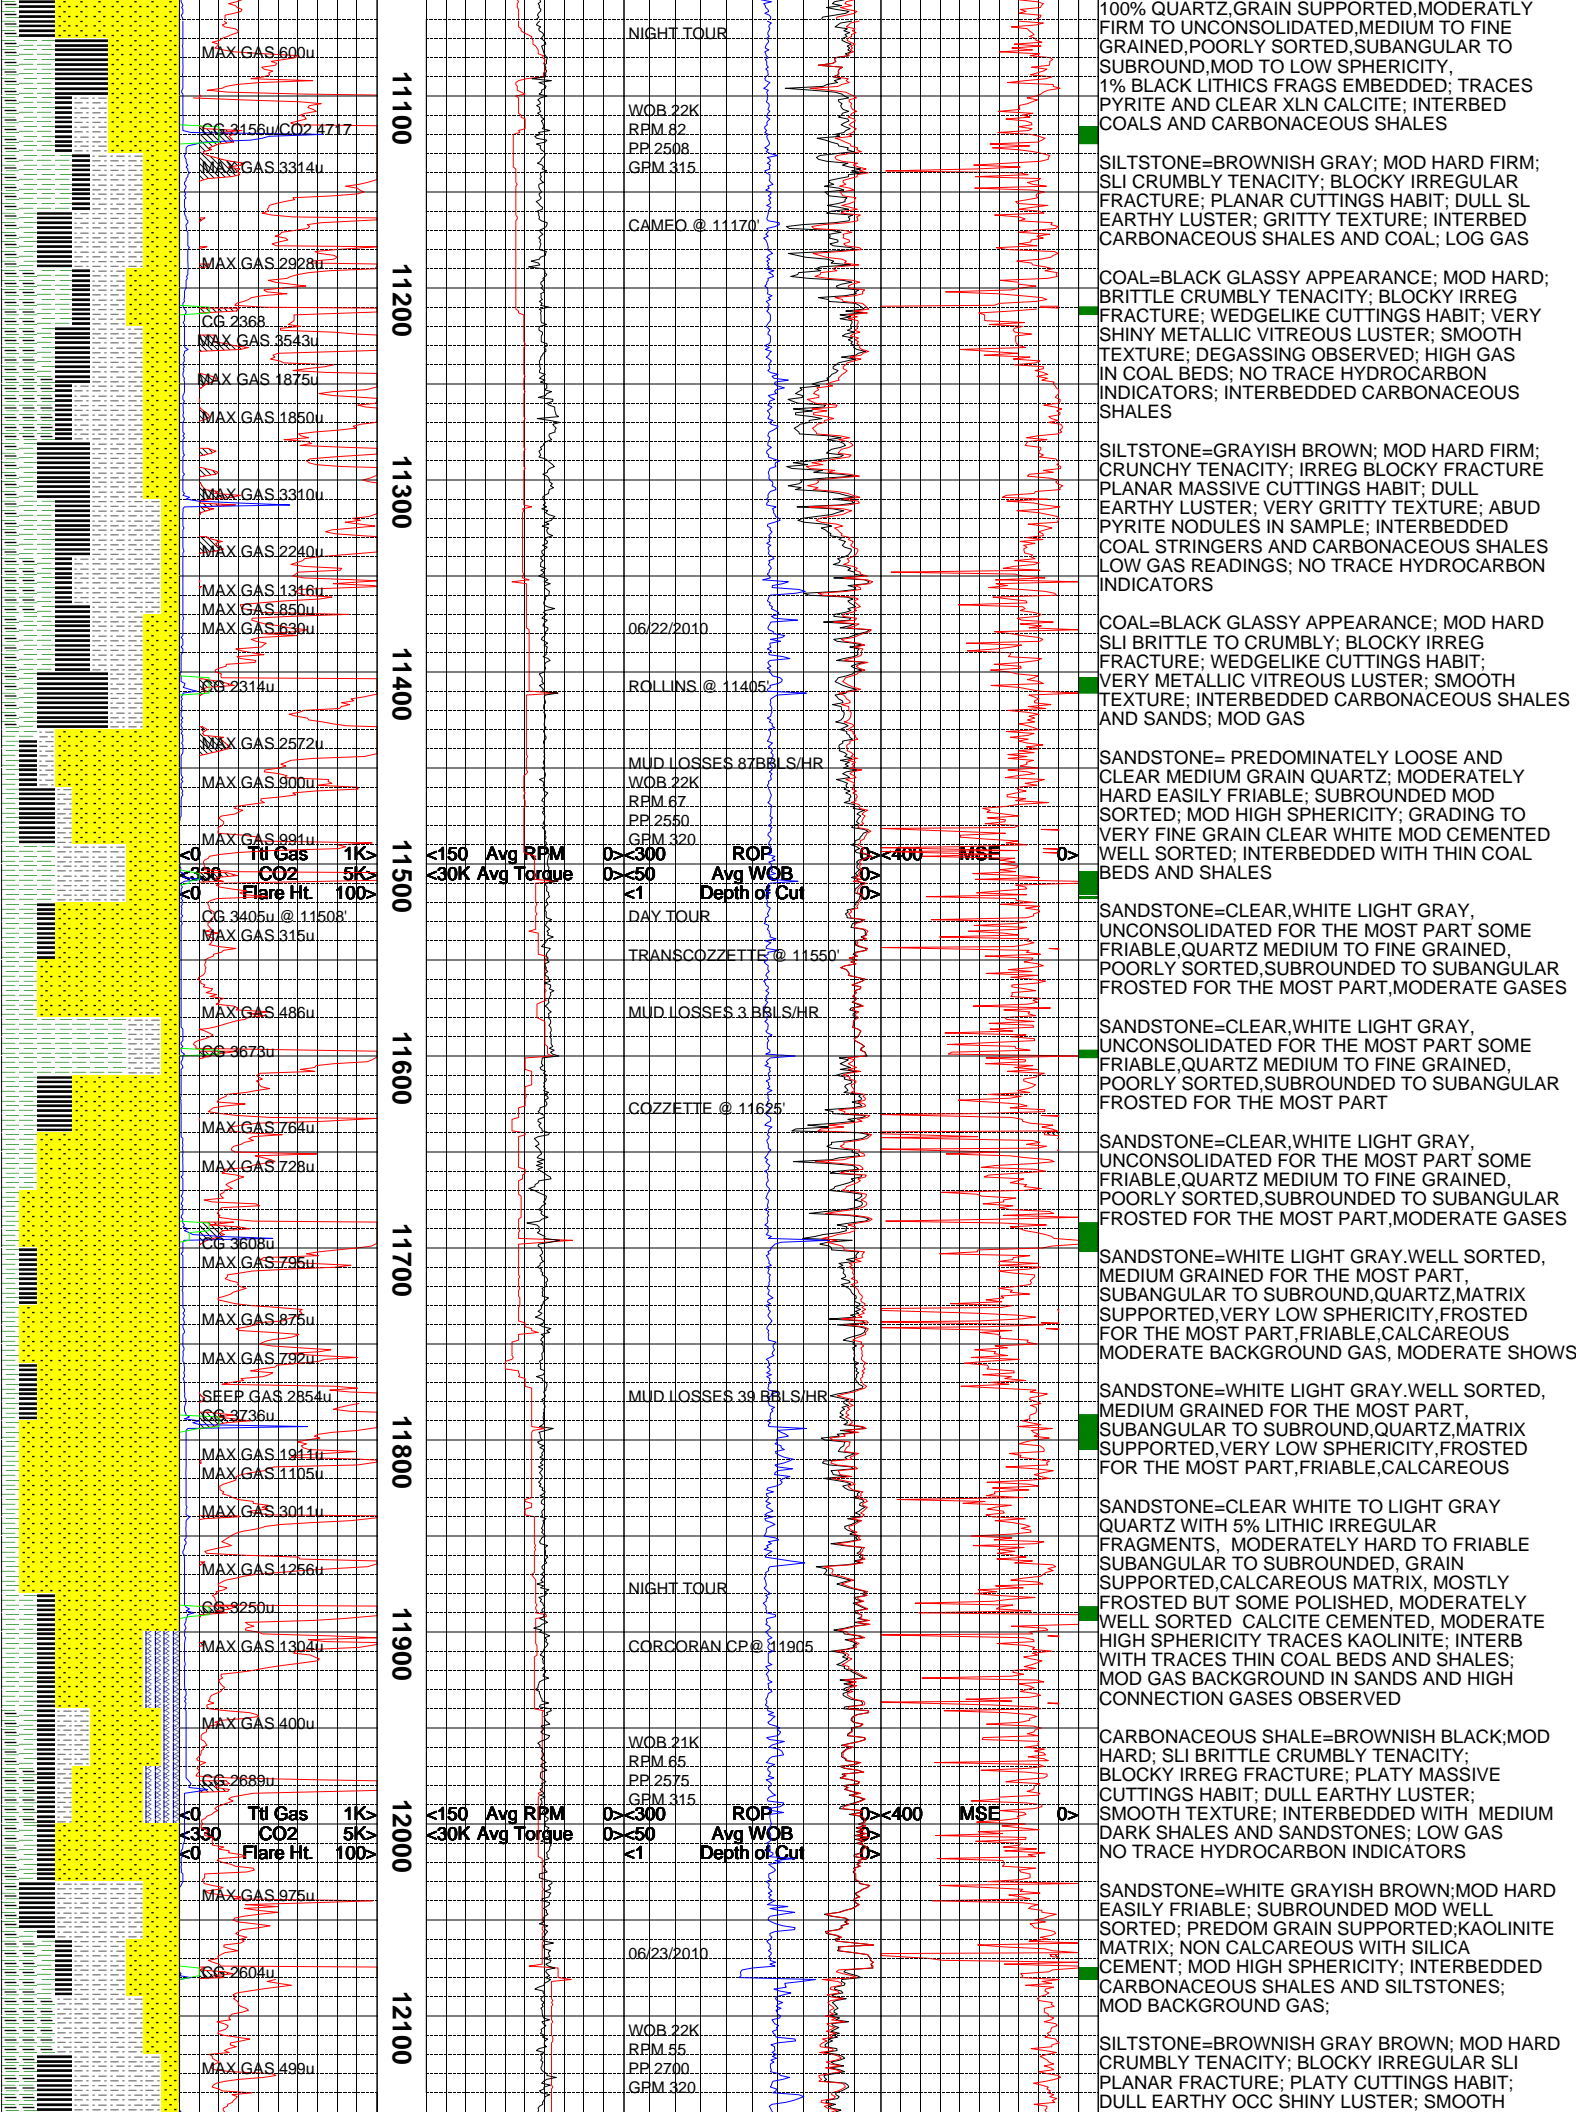 MAX GAS 600u
CG 3156u/CO2 4717
MAX GAS 3314u
MAX GAS 2928u
CG 2368
MAX GAS 3543u
MAX GAS 1875u
MAX GAS 1850u
MAX GAS 3310u
MAX GAS 2240u
MAX GAS 1316u
MAX GAS 850u
MAX GAS 630u
CG 2314u
MAX GAS 2572u
MAX GAS 900u
MAX GAS 991u
<0 Ttl Gas 1K>
<330 CO2 5K>
<0 Flare Ht. 100>
CG 3405u @ 11508'
MAX GAS 315u
MAX GAS 486u
CG 3673u
MAX GAS 764u
MAX GAS 728u
CG 3608u
MAX GAS 795u
MAX GAS 875u
MAX GAS 792u
SEEP GAS 2854u
CG 3736u
MAX GAS 1911u
MAX GAS 1105u
MAX GAS 3011u
MAX GAS 1256u
CG 3250u
MAX GAS 1304u
MAX GAS 400u
CG 2689u
<0 Ttl Gas 1K>
<330 CO2 5K>
<0 Flare Ht. 100>
MAX GAS 975u
CG 2604u
MAX GAS 499u
11100
11200
11300
11400
11500
11600
11700
11800
11900
12000
12100
<150 Avg RPM 0>
<30K Avg Torque 0>
<150 Avg RPM 0>
<30K Avg Torque 0>
NIGHT TOUR
WOB 22K
RPM 82
PP 2508
GPM 315
CAMEO @ 11170'
06/22/2010
ROLLINS @ 11405'
MUD LOSSES 87BBLS/HR
WOB 22K
RPM 67
PP 2550
GPM 320
<300 ROP 0>
<50 Avg WOB 0>
<1 Depth of Cut 0>
DAY TOUR
TRANSCOZZETTE @ 11550'
MUD LOSSES 3 BBLS/HR
COZZETTE @ 11625'
MUD LOSSES 39 BBLS/HR
NIGHT TOUR
CORCORAN CP @ 11905
WOB 21K
RPM 65
PP 2575
GPM 315
<300 ROP 0>
<50 Avg WOB 0>
<1 Depth of Cut 0>
06/23/2010
WOB 22K
RPM 55
PP 2700
GPM 320
<400 MSE 0>
<400 MSE 0>
100% QUARTZ,GRAIN SUPPORTED,MODERATLY
FIRM TO UNCONSOLIDATED,MEDIUM TO FINE
GRAINED,POORLY SORTED,SUBANGULAR TO
SUBROUND,MOD TO LOW SPHERICITY,
1% BLACK LITHICS FRAGS EMBEDDED; TRACES
PYRITE AND CLEAR XLN CALCITE; INTERBED
COALS AND CARBONACEOUS SHALES
SILTSTONE=BROWNISH GRAY; MOD HARD FIRM;
SLI CRUMBLY TENACITY; BLOCKY IRREGULAR
FRACTURE; PLANAR CUTTINGS HABIT; DULL SL
EARTHY LUSTER; GRITTY TEXTURE; INTERBED
CARBONACEOUS SHALES AND COAL; LOG GAS
COAL=BLACK GLASSY APPEARANCE; MOD HARD;
BRITTLE CRUMBLY TENACITY; BLOCKY IRREG
FRACTURE; WEDGELIKE CUTTINGS HABIT; VERY
SHINY METALLIC VITREOUS LUSTER; SMOOTH
TEXTURE; DEGASSING OBSERVED; HIGH GAS
IN COAL BEDS; NO TRACE HYDROCARBON
INDICATORS; INTERBEDDED CARBONACEOUS
SHALES
SILTSTONE=GRAYISH BROWN; MOD HARD FIRM;
CRUNCHY TENACITY; IRREG BLOCKY FRACTURE
PLANAR MASSIVE CUTTINGS HABIT; DULL
EARTHY LUSTER; VERY GRITTY TEXTURE; ABUD
PYRITE NODULES IN SAMPLE; INTERBEDDED
COAL STRINGERS AND CARBONACEOUS SHALES
LOW GAS READINGS; NO TRACE HYDROCARBON
INDICATORS
COAL=BLACK GLASSY APPEARANCE; MOD HARD
SLI BRITTLE TO CRUMBLY; BLOCKY IRREG
FRACTURE; WEDGELIKE CUTTINGS HABIT;
VERY METALLIC VITREOUS LUSTER; SMOOTH
TEXTURE; INTERBEDDED CARBONACEOUS SHALES
AND SANDS; MOD GAS
SANDSTONE= PREDOMINATELY LOOSE AND
CLEAR MEDIUM GRAIN QUARTZ; MODERATELY
HARD EASILY FRIABLE; SUBROUNDED MOD
SORTED; MOD HIGH SPHERICITY; GRADING TO
VERY FINE GRAIN CLEAR WHITE MOD CEMENTED
WELL SORTED; INTERBEDDED WITH THIN COAL
BEDS AND SHALES
SANDSTONE=CLEAR,WHITE LIGHT GRAY,
UNCONSOLIDATED FOR THE MOST PART SOME
FRIABLE,QUARTZ MEDIUM TO FINE GRAINED,
POORLY SORTED,SUBROUNDED TO SUBANGULAR
FROSTED FOR THE MOST PART,MODERATE GASES
SANDSTONE=CLEAR,WHITE LIGHT GRAY,
UNCONSOLIDATED FOR THE MOST PART SOME
FRIABLE,QUARTZ MEDIUM TO FINE GRAINED,
POORLY SORTED,SUBROUNDED TO SUBANGULAR
FROSTED FOR THE MOST PART
SANDSTONE=CLEAR,WHITE LIGHT GRAY,
UNCONSOLIDATED FOR THE MOST PART SOME
FRIABLE,QUARTZ MEDIUM TO FINE GRAINED,
POORLY SORTED,SUBROUNDED TO SUBANGULAR
FROSTED FOR THE MOST PART,MODERATE GASES
SANDSTONE=WHITE LIGHT GRAY.WELL SORTED,
MEDIUM GRAINED FOR THE MOST PART,
SUBANGULAR TO SUBROUND,QUARTZ,MATRIX
SUPPORTED,VERY LOW SPHERICITY,FROSTED
FOR THE MOST PART,FRIABLE,CALCAREOUS
MODERATE BACKGROUND GAS, MODERATE SHOWS
SANDSTONE=WHITE LIGHT GRAY.WELL SORTED,
MEDIUM GRAINED FOR THE MOST PART,
SUBANGULAR TO SUBROUND,QUARTZ,MATRIX
SUPPORTED,VERY LOW SPHERICITY,FROSTED
FOR THE MOST PART,FRIABLE,CALCAREOUS
SANDSTONE=CLEAR WHITE TO LIGHT GRAY
QUARTZ WITH 5% LITHIC IRREGULAR
FRAGMENTS, MODERATELY HARD TO FRIABLE
SUBANGULAR TO SUBROUNDED, GRAIN
SUPPORTED,CALCAREOUS MATRIX, MOSTLY
FROSTED BUT SOME POLISHED, MODERATELY
WELL SORTED CALCITE CEMENTED, MODERATE
HIGH SPHERICITY TRACES KAOLINITE; INTERB
WITH TRACES THIN COAL BEDS AND SHALES;
MOD GAS BACKGROUND IN SANDS AND HIGH
CONNECTION GASES OBSERVED
CARBONACEOUS SHALE=BROWNISH BLACK;MOD
HARD; SLI BRITTLE CRUMBLY TENACITY;
BLOCKY IRREG FRACTURE; PLATY MASSIVE
CUTTINGS HABIT; DULL EARTHY LUSTER;
SMOOTH TEXTURE; INTERBEDDED WITH MEDIUM
DARK SHALES AND SANDSTONES; LOW GAS
NO TRACE HYDROCARBON INDICATORS
SANDSTONE=WHITE GRAYISH BROWN;MOD HARD
EASILY FRIABLE; SUBROUNDED MOD WELL
SORTED; PREDOM GRAIN SUPPORTED;KAOLINITE
MATRIX; NON CALCAREOUS WITH SILICA
CEMENT; MOD HIGH SPHERICITY; INTERBEDDED
CARBONACEOUS SHALES AND SILTSTONES;
MOD BACKGROUND GAS;
SILTSTONE=BROWNISH GRAY BROWN; MOD HARD
CRUMBLY TENACITY; BLOCKY IRREGULAR SLI
PLANAR FRACTURE; PLATY CUTTINGS HABIT;
DULL EARTHY OCC SHINY LUSTER; SMOOTH